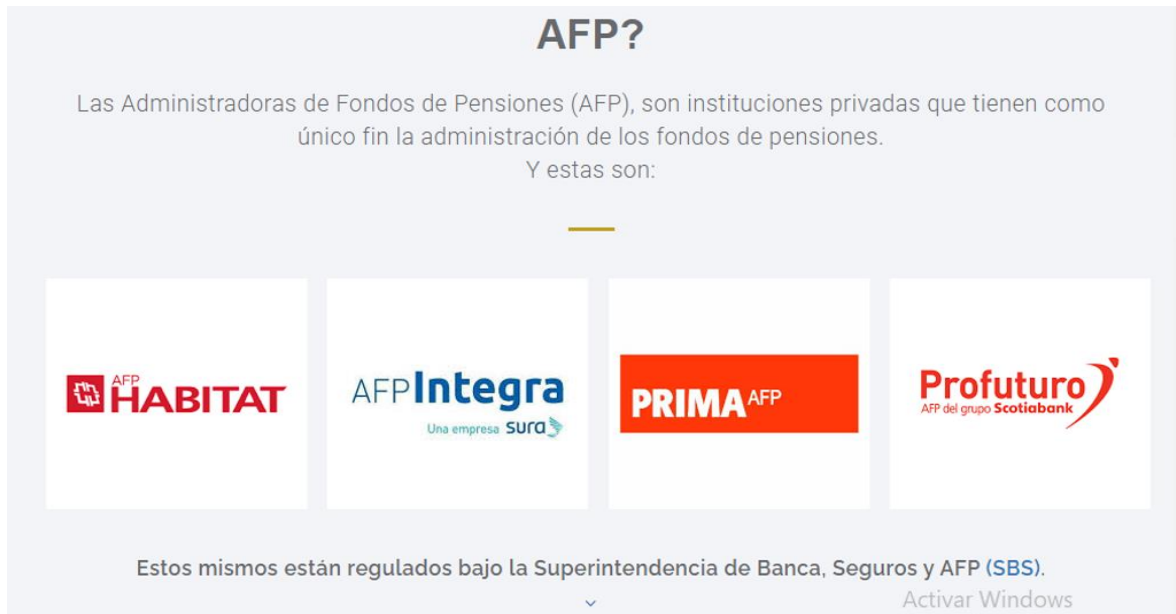 AFP?
Las Administradoras de Fondos de Pensiones (AFP), son instituciones privadas que tienen como
único fin la administración de los fondos de pensiones.
Y estas son:
AFP
HABITAT
AFP Integra
Una empresa sura
PRIMA AFP
Profuturo
AFP del grupo Scotiabank
Estos mismos están regulados bajo la Superintendencia de Banca, Seguros y AFP (SBS).
Activar Windows